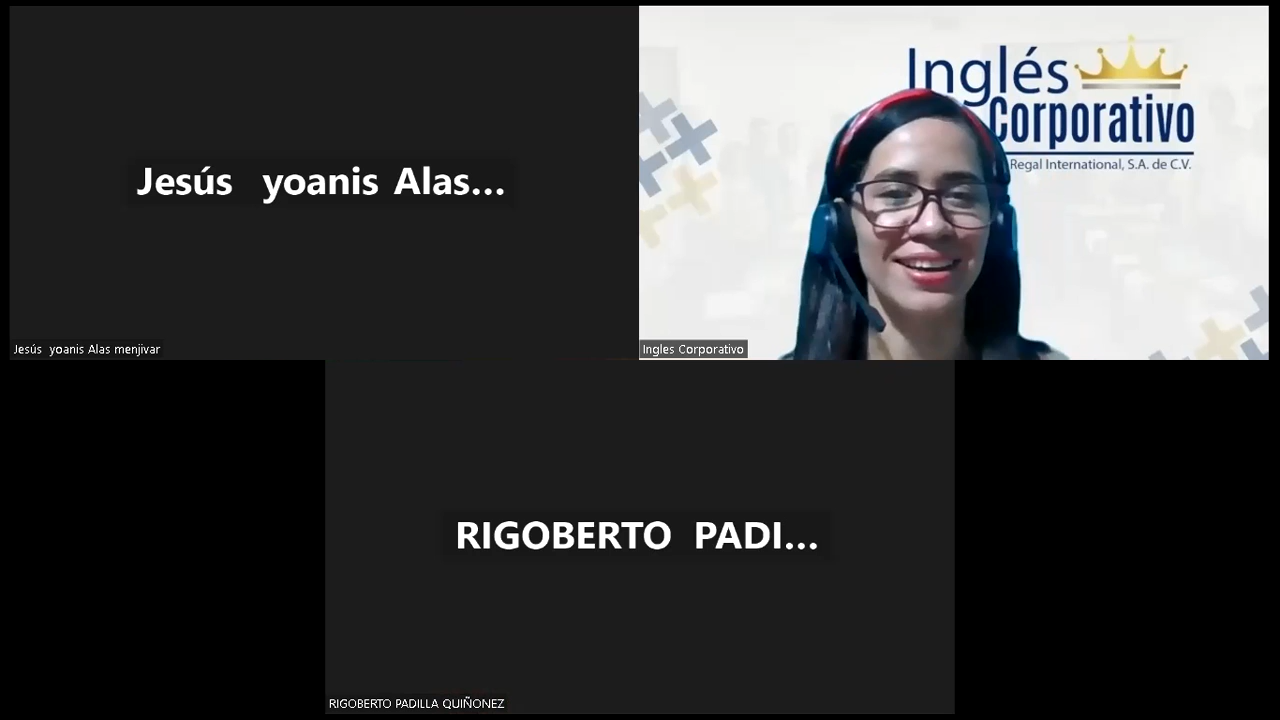 Jesús yoanis Alas...
Jesús yoanis Alas menjivar
Inglés
Corporativo
Regal International, S.A. de C.V.
Ingles Corporativo
RIGOBERTO PADI...
RIGOBERTO PADILLA QUIÑONEZ